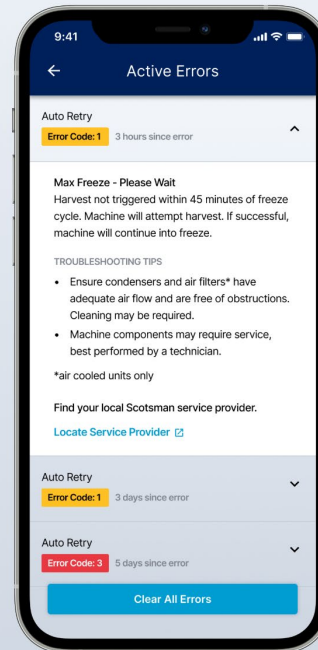 9:41
Active Errors
Auto Retry
Error Code: 1 3 hours since error
Max Freeze - Please Wait
Harvest not triggered within 45 minutes of freeze
cycle. Machine will attempt harvest. If successful,
machine will continue into freeze.
TROUBLESHOOTING TIPS
• Ensure condensers and air filters* have
adequate air flow and are free of obstructions.
Cleaning may be required.
• Machine components may require service,
best performed by a technician.
*air cooled units only
Find your local Scotsman service provider.
Locate Service Provider
Auto Retry
Error Code: 1 3 days since error
Auto Retry
Error Code: 3 5 days since error
Clear All Errors